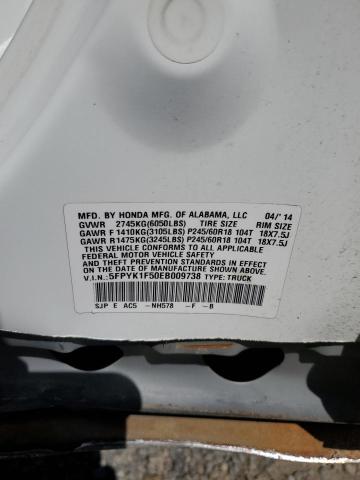 MFD. BY HONDA MFG. OF ALABAMA, LLC 04/'14
GVWR 2745KG(6050LBS) TIRE SIZE RIM SIZE
GAWR F 1410KG(3105LBS) P245/60R18 104T 18X7.5J
GAWR R1475KG(3245LBS) P245/60R18 104T 18X7.5J
THIS VEHICLE CONFORMS TO ALL APPLICABLE
FEDERAL MOTOR VEHICLE SAFETY
STANDARDS IN EFFECT ON THE DATE OF
MANUFACTURE SHOWN ABOVE.
V.I.N.:5FPYK1F50EB009738 TYPE: TRUCK
SJP E AC5 -NH578 -F -B